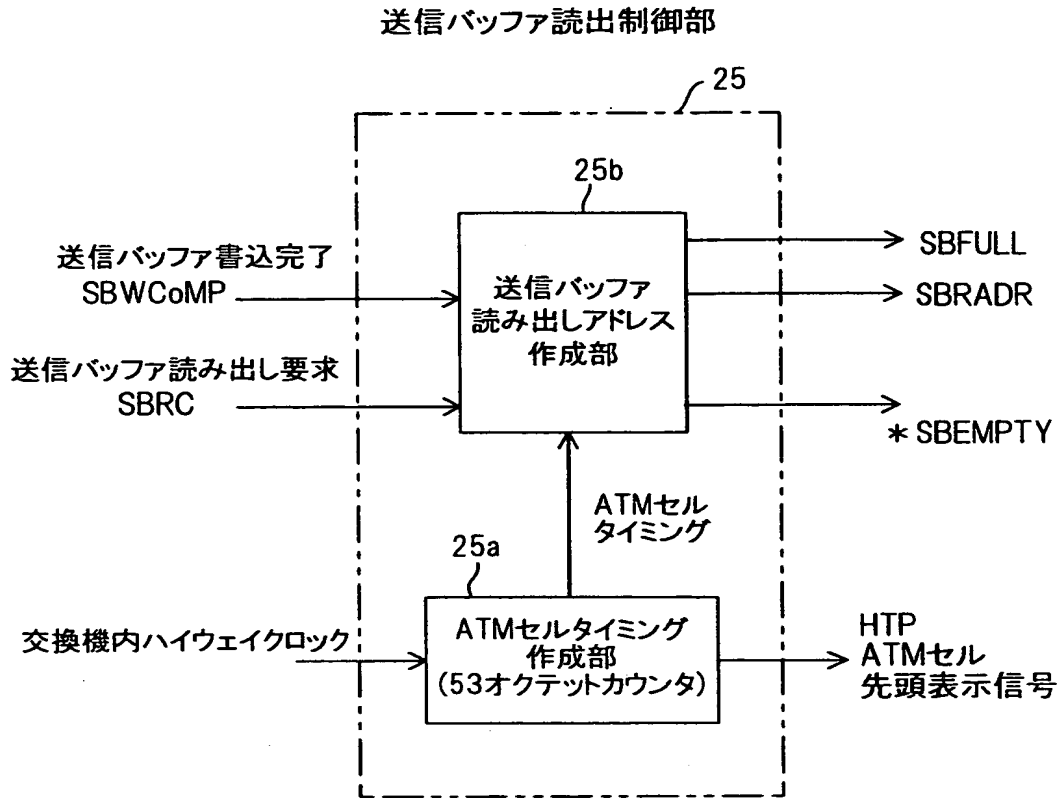 送信バッファ読出制御部
25
25b
送信バッファ書込完了
SBWCoMP
送信バッファ
読み出しアドレス
作成部
SBFULL
SBRADR
送信バッファ読み出し要求
SBRC
*SBEMPTY
ATMセル
タイミング
25a
交換機内ハイウェイクロック
ATMセルタイミング
作成部
(53オクテットカウンタ)
HTP
ATMセル
先頭表示信号